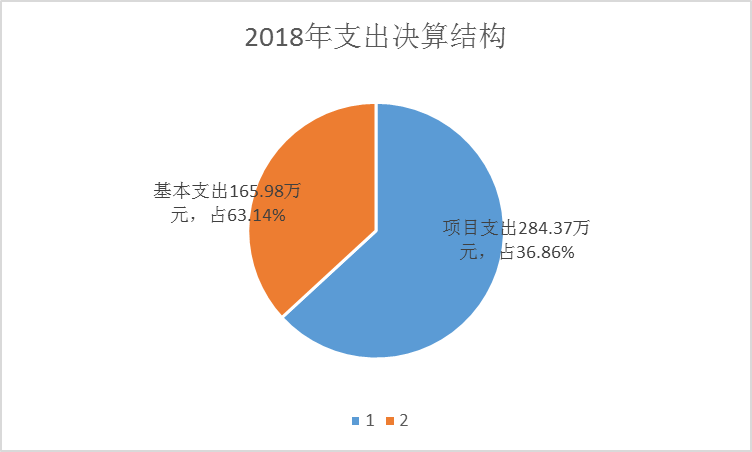 2018年支出决算结构
基本支出165.98万
元，占63.14%
项目支出284.37万
元，占36.86%
1 2